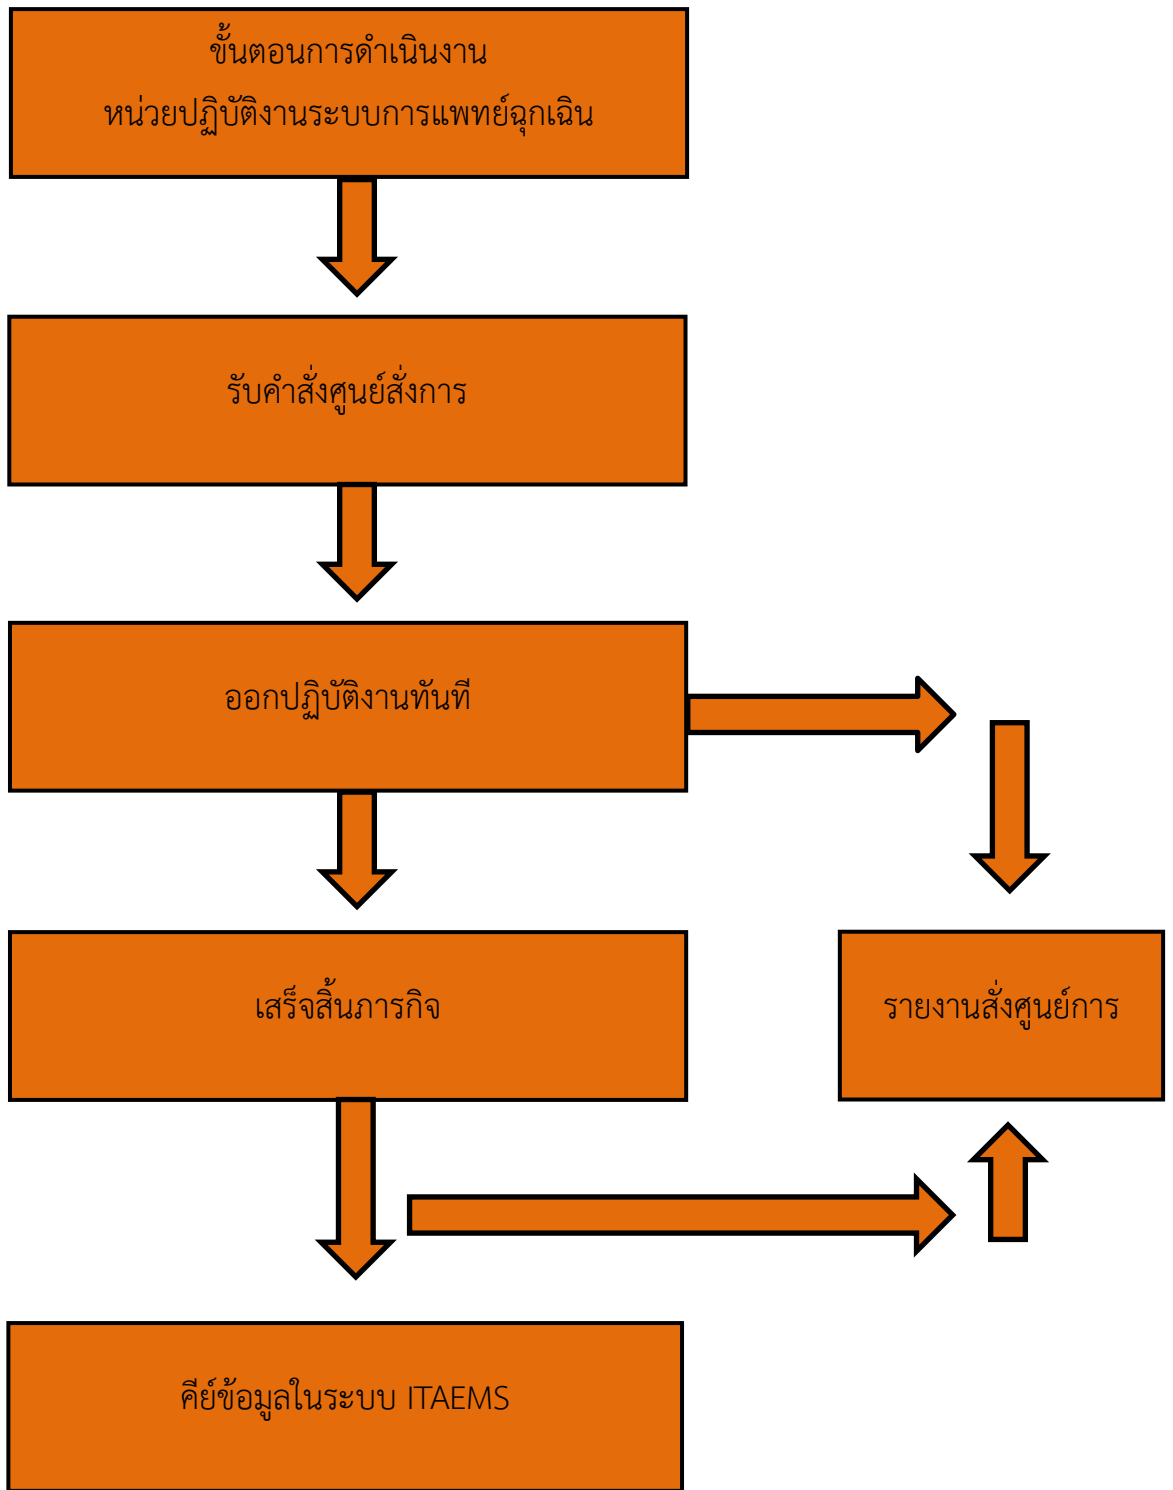 ขั้นตอนการดำเนินงาน
หน่วยปฏิบัติงานระบบการแพทย์ฉุกเฉิน
รับคำสั่งศูนย์สั่งการ
ออกปฏิบัติงานทันที
เสร็จสิ้นภารกิจ
รายงานสั่งศูนย์การ
คีย์ข้อมูลในระบบ ITAEMS